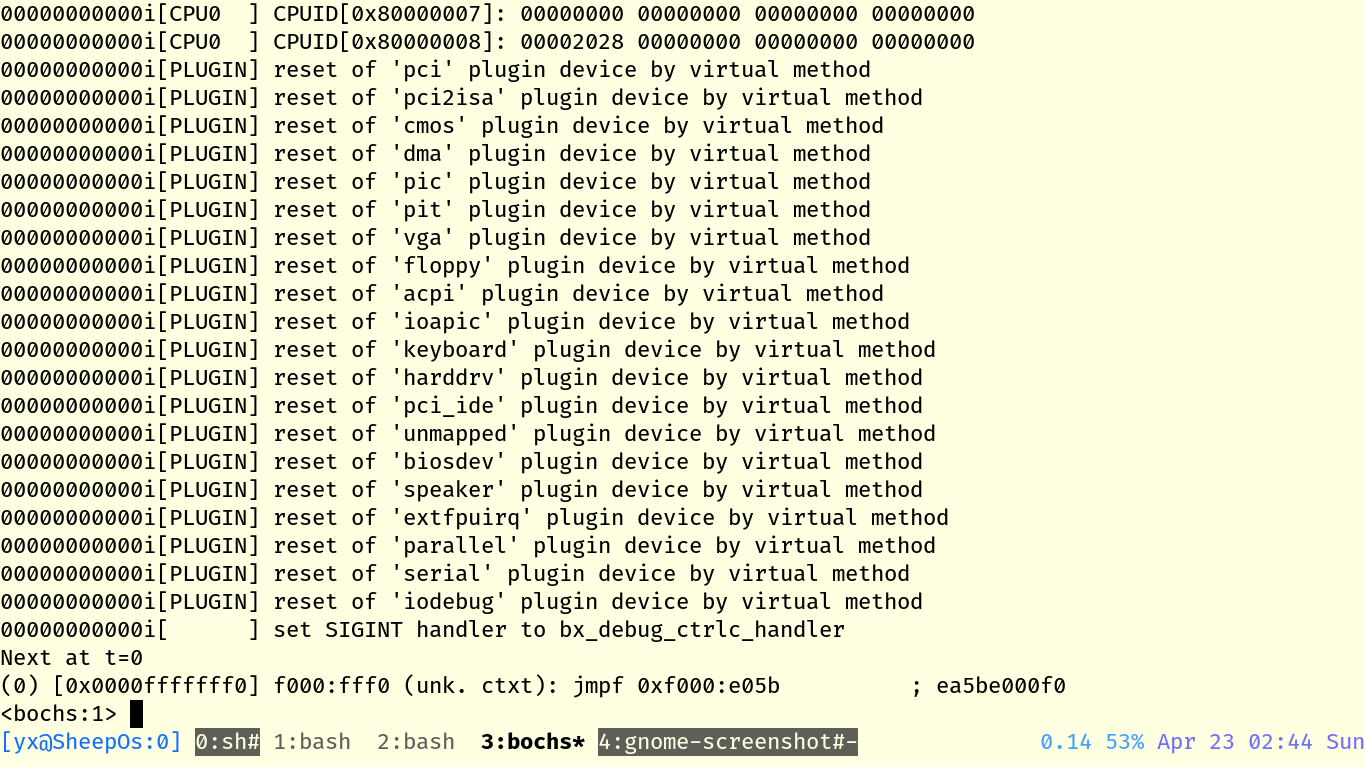 00000000000i[CPU0  ] CPUID[0x80000007]: 00000000 00000000 00000000 00000000
00000000000i[CPU0  ] CPUID[0x80000008]: 00002028 00000000 00000000 00000000
00000000000i[PLUGIN] reset of 'pci' plugin device by virtual method
00000000000i[PLUGIN] reset of 'pci2isa' plugin device by virtual method
00000000000i[PLUGIN] reset of 'cmos' plugin device by virtual method
00000000000i[PLUGIN] reset of 'dma' plugin device by virtual method
00000000000i[PLUGIN] reset of 'pic' plugin device by virtual method
00000000000i[PLUGIN] reset of 'pit' plugin device by virtual method
00000000000i[PLUGIN] reset of 'vga' plugin device by virtual method
00000000000i[PLUGIN] reset of 'floppy' plugin device by virtual method
00000000000i[PLUGIN] reset of 'acpi' plugin device by virtual method
00000000000i[PLUGIN] reset of 'ioapic' plugin device by virtual method
00000000000i[PLUGIN] reset of 'keyboard' plugin device by virtual method
00000000000i[PLUGIN] reset of 'harddrv' plugin device by virtual method
00000000000i[PLUGIN] reset of 'pci_ide' plugin device by virtual method
00000000000i[PLUGIN] reset of 'unmapped' plugin device by virtual method
00000000000i[PLUGIN] reset of 'biosdev' plugin device by virtual method
00000000000i[PLUGIN] reset of 'speaker' plugin device by virtual method
00000000000i[PLUGIN] reset of 'extfpuirq' plugin device by virtual method
00000000000i[PLUGIN] reset of 'parallel' plugin device by virtual method
00000000000i[PLUGIN] reset of 'serial' plugin device by virtual method
00000000000i[PLUGIN] reset of 'iodebug' plugin device by virtual method
00000000000i[      ] set SIGINT handler to bx_debug_ctrlc_handler
Next at t=0
(0) [0x0000fffffff0] f000:fff0 (unk. ctxt): jmpf 0xf000:e05b          ; ea5be000f0
<bochs:1>
[yx@SheepOs:0] 0:sh# 1:bash  2:bash  3:bochs* 4:gnome-screenshot#- 0.14 53% Apr 23 02:44 Sun